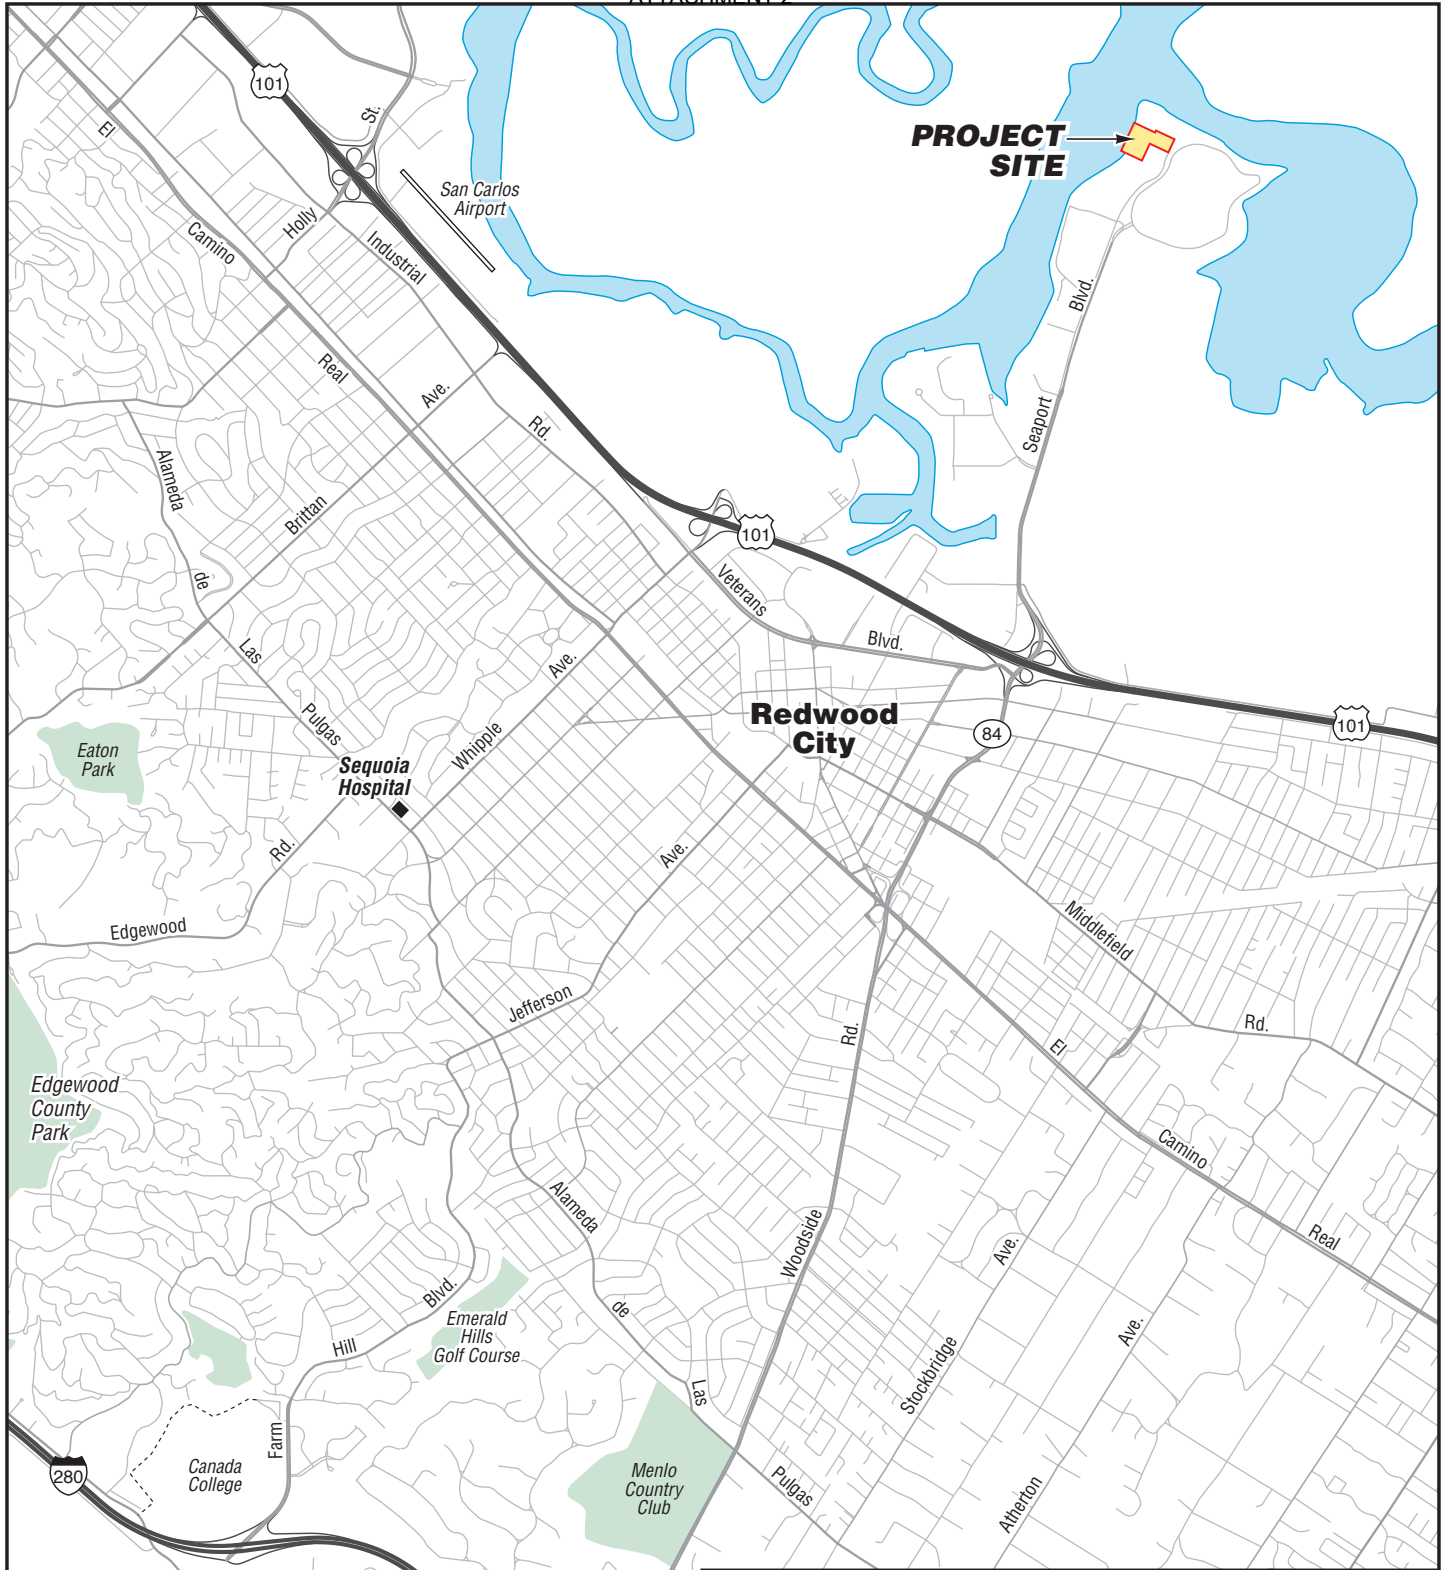 ATTACHMENT 2
101
St.
El
PROJECT
SITE
San Carlos
Airport
Holly
Camino
Industrial
Blvd.
Real
Ave.
Rd.
Seaport
Alameda
Brittan
101
de
Veterans
Blvd.
Las
Ave.
Pulgas
Whipple
Redwood
City
84
101
Eaton
Park
Sequoia
Hospital
Rd.
Ave.
Edgewood
Middlefield
Jefferson
Rd.
Rd.
El
Edgewood
County
Park
Camino
Alameda
Woodside
Ave.
Real
Blvd.
de
Emerald
Hills
Golf Course
Hill
Ave.
Stockbridge
Las
Farm
280
Canada
College
Menlo
Country
Club
Pulgas
Atherton